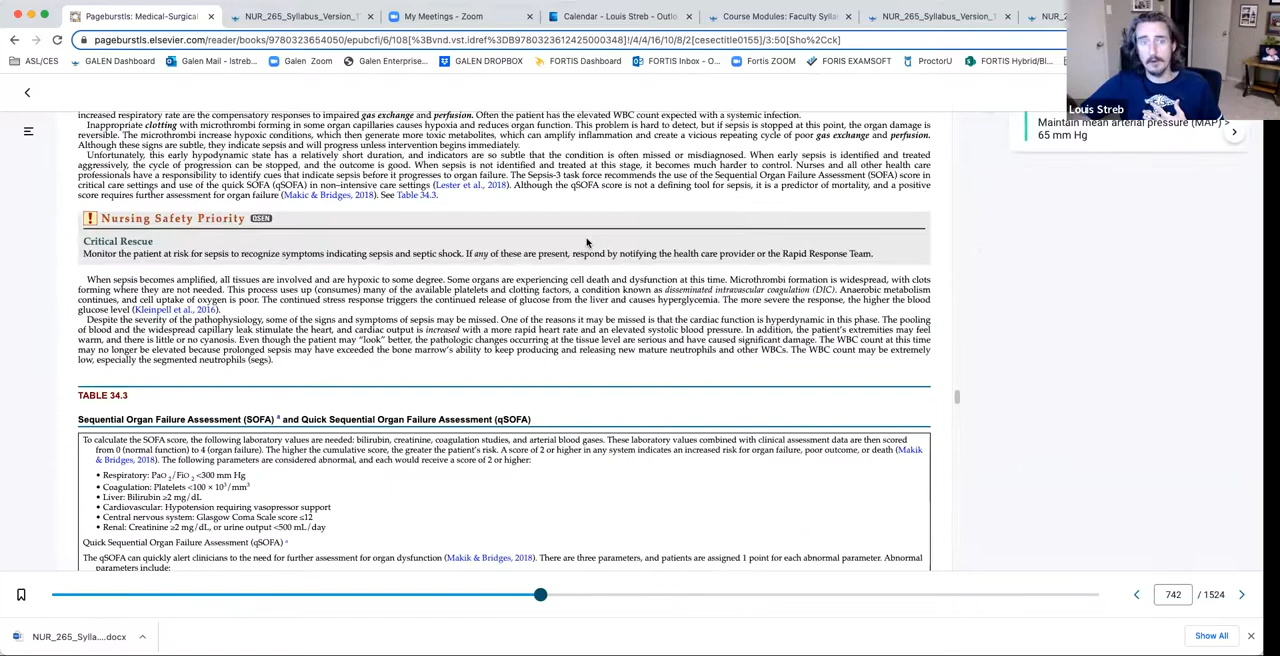 Pageburstls: Medical-Surgical
NUR_265_Syllabus_Version_1
My Meetings - Zoom
Calendar - Louis Streb - Outlo
Course Modules: Faculty Sylla
NUR_265_Syllabus_Version_1
NUR_
pageburstls.elsevier.com/reader/books/9780323654050/epubcfi/6/108[%3Bvnd.vst.idref%3DB9780323612425000348]!/4/4/16/10/8/2[cesectitle0155]/3:50[Sho%2Cck]
ASL/CES
GALEN Dashboard
Galen Mail - lstreb...
Galen Zoom
Galen Enterprise...
GALEN DROPBOX
FORTIS Dashboard
FORTIS Inbox - O...
Fortis ZOOM
FORIS EXAMSOFT
ProctorU
FORTIS Hybrid/Bl...
Louis Streb
Maintain mean arterial pressure (MAP) >
65 mm Hg
increased respiratory rate are the compensatory responses to impaired gas exchange and perfusion. Often the patient has the elevated WBC count expected with a systemic infection.
Inappropriate clotting with microthrombi forming in some organ capillaries causes hypoxia and reduces organ function. This problem is hard to detect, but if sepsis is stopped at this point, the organ damage is
reversible. The microthrombi increase hypoxic conditions, which then generate more toxic metabolites, which can amplify inflammation and create a vicious repeating cycle of poor gas exchange and perfusion.
Although these signs are subtle, they indicate sepsis and will progress unless intervention begins immediately.
Unfortunately, this early hypodynamic state has a relatively short duration, and indicators are so subtle that the condition is often missed or misdiagnosed. When early sepsis is identified and treated
aggressively, the cycle of progression can be stopped, and the outcome is good. When sepsis is not identified and treated at this stage, it becomes much harder to control. Nurses and all other health care
professionals have a responsibility to identify cues that indicate sepsis before it progresses to organ failure. The Sepsis-3 task force recommends the use of the Sequential Organ Failure Assessment (SOFA) score in
critical care settings and use of the quick SOFA (qSOFA) in non–intensive care settings (Lester et al., 2018). Although the qSOFA score is not a defining tool for sepsis, it is a predictor of mortality, and a positive
score requires further assessment for organ failure (Makic & Bridges, 2018). See Table 34.3.
! Nursing Safety Priority QSEN
Critical Rescue
Monitor the patient at risk for sepsis to recognize symptoms indicating sepsis and septic shock. If any of these are present, respond by notifying the health care provider or the Rapid Response Team.
When sepsis becomes amplified, all tissues are involved and are hypoxic to some degree. Some organs are experiencing cell death and dysfunction at this time. Microthrombi formation is widespread, with clots
forming where they are not needed. This process uses up (consumes) many of the available platelets and clotting factors, a condition known as disseminated intravascular coagulation (DIC). Anaerobic metabolism
continues, and cell uptake of oxygen is poor. The continued stress response triggers the continued release of glucose from the liver and causes hyperglycemia. The more severe the response, the higher the blood
glucose level (Kleinpell et al., 2016).
Despite the severity of the pathophysiology, some of the signs and symptoms of sepsis may be missed. One of the reasons it may be missed is that the cardiac function is hyperdynamic in this phase. The pooling
of blood and the widespread capillary leak stimulate the heart, and cardiac output is increased with a more rapid heart rate and an elevated systolic blood pressure. In addition, the patient's extremities may feel
warm, and there is little or no cyanosis. Even though the patient may “look” better, the pathologic changes occurring at the tissue level are serious and have caused significant damage. The WBC count at this time
may no longer be elevated because prolonged sepsis may have exceeded the bone marrow's ability to keep producing and releasing new mature neutrophils and other WBCs. The WBC count may be extremely
low, especially the segmented neutrophils (segs).
TABLE 34.3
Sequential Organ Failure Assessment (SOFA) a and Quick Sequential Organ Failure Assessment (qSOFA)
To calculate the SOFA score, the following laboratory values are needed: bilirubin, creatinine, coagulation studies, and arterial blood gases. These laboratory values combined with clinical assessment data are then scored
from 0 (normal function) to 4 (organ failure). The higher the cumulative score, the greater the patient's risk. A score of 2 or higher in any system indicates an increased risk for organ failure, poor outcome, or death (Makik
& Bridges, 2018). The following parameters are considered abnormal, and each would receive a score of 2 or higher:
• Respiratory: PaO2/FiO2 <300 mm Hg
• Coagulation: Platelets <100 × 10³/mm³
• Liver: Bilirubin ≥2 mg/dL
• Cardiovascular: Hypotension requiring vasopressor support
• Central nervous system: Glasgow Coma Scale score ≤12
• Renal: Creatinine ≥2 mg/dL, or urine output <500 mL/day
Quick Sequential Organ Failure Assessment (qSOFA) a
The qSOFA can quickly alert clinicians to the need for further assessment for organ dysfunction (Makik & Bridges, 2018). There are three parameters, and patients are assigned 1 point for each abnormal parameter. Abnormal
parameters include:
742 / 1524
NUR_265_Sylla....docx
Show All